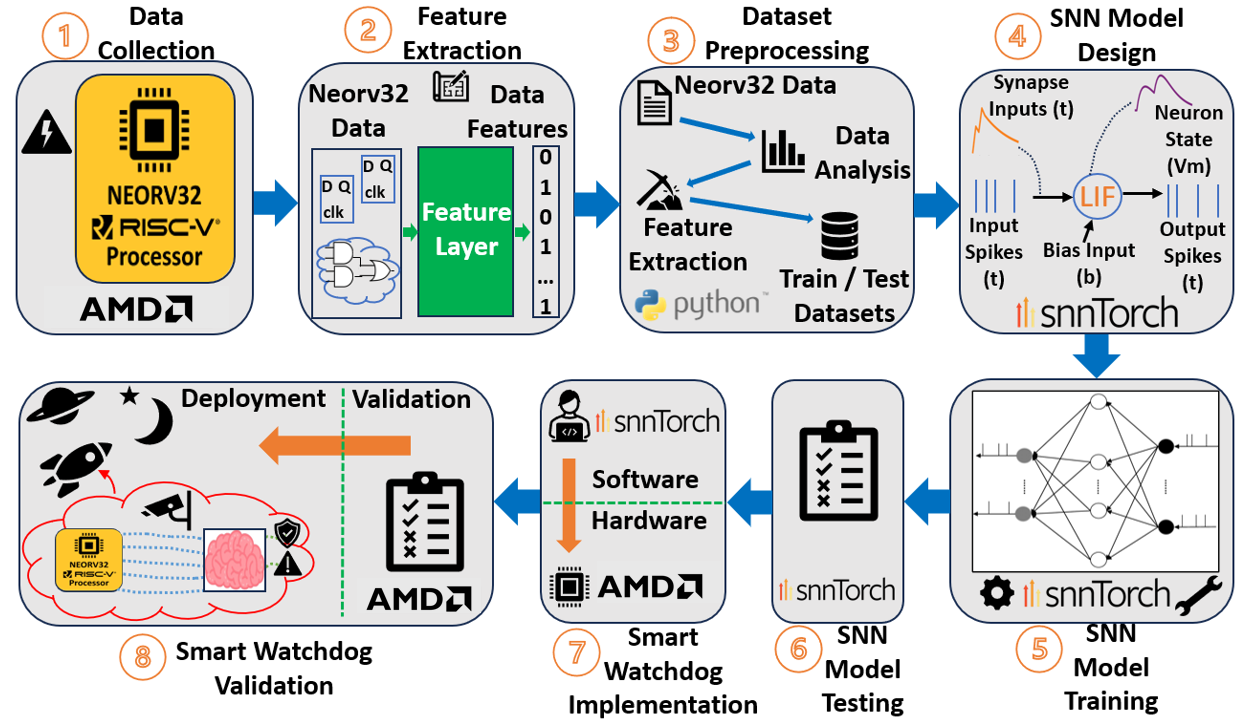 1
Data
Collection
NEORV32
RISC-V®
Processor
AMD
2
Feature
Extraction
Neorv32
Data
Data
Features
D Q
clk
D Q
clk
Feature
Layer
0
1
0
1
...
1
3
Dataset
Preprocessing
Neorv32 Data
Data
Analysis
Feature
Extraction
Train / Test
Datasets
python™
4
SNN Model
Design
Synapse
Inputs (t)
Neuron
State
(Vm)
LIF
Input
Spikes
(t)
Bias Input
(b)
Output
Spikes
(t)
snnTorch
snnTorch
5
SNN
Model
Training
snnTorch
6
SNN
Model
Testing
snnTorch
Software
Hardware
AMD
7
Smart
Watchdog
Implementation
Deployment
Validation
NEORV32
RISC-V®
Processor
AMD
8
Smart Watchdog
Validation